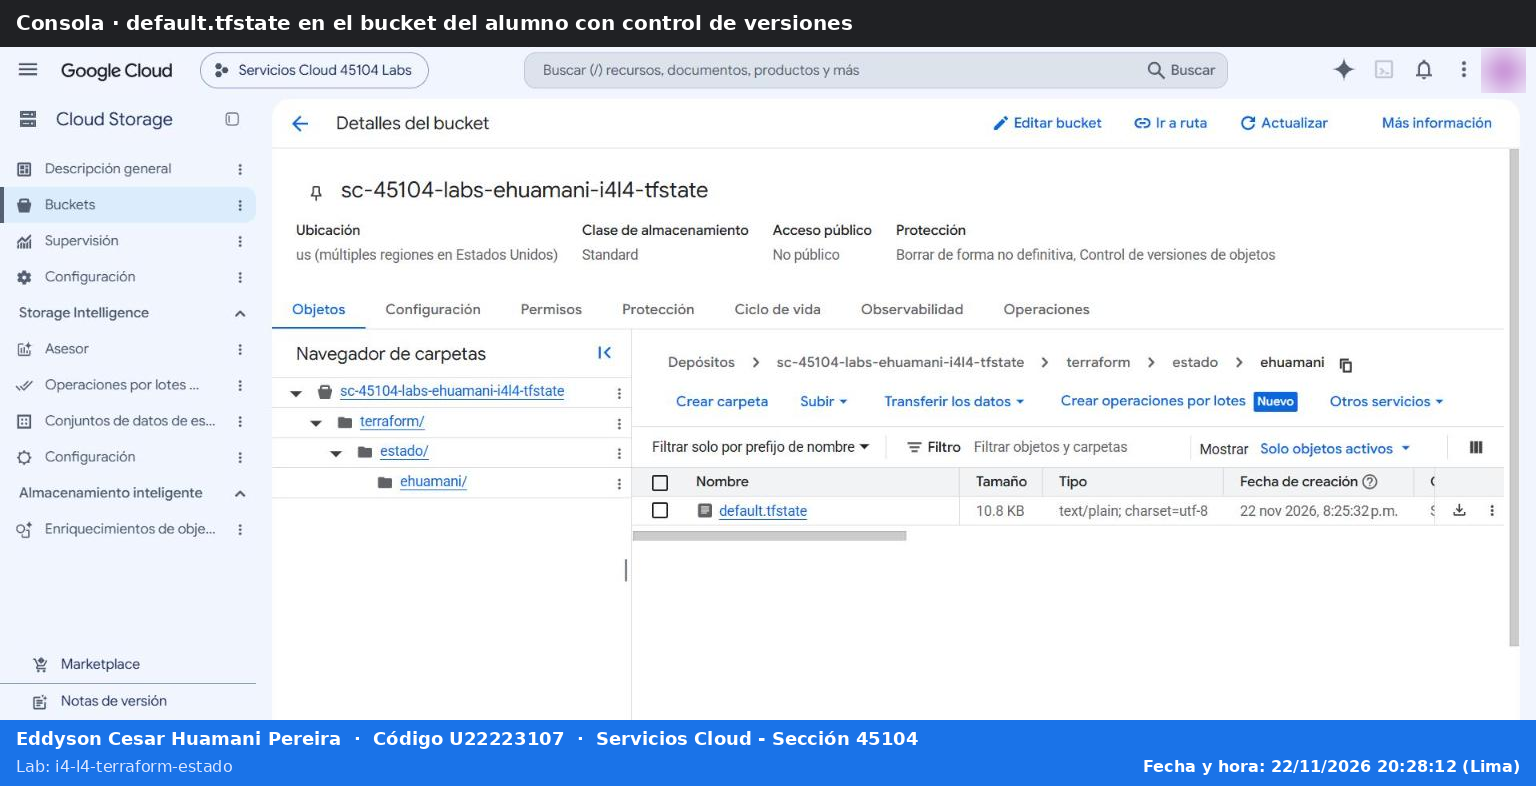 Consola · default.tfstate en el bucket del alumno con control de versiones
Google Cloud
Servicios Cloud 45104 Labs
Buscar (/) recursos, documentos, productos y más
Buscar
Cloud Storage
Descripción general
Buckets
Supervisión
Configuración
Storage Intelligence
Asesor
Operaciones por lotes ...
Conjuntos de datos de es...
Configuración
Almacenamiento inteligente
Enriquecimientos de obje...
Marketplace
Notas de versión
Detalles del bucket
Editar bucket
Ir a ruta
Actualizar
Más información
sc-45104-labs-ehuamani-i4l4-tfstate
Ubicación
us (múltiples regiones en Estados Unidos)
Clase de almacenamiento
Standard
Acceso público
No público
Protección
Borrar de forma no definitiva, Control de versiones de objetos
Objetos
Configuración
Permisos
Protección
Ciclo de vida
Observabilidad
Operaciones
Navegador de carpetas
sc-45104-labs-ehuamani-i4l4-tfstate
terraform/
estado/
ehuamani/
Depósitos > sc-45104-labs-ehuamani-i4l4-tfstate > terraform > estado > ehuamani
Crear carpeta
Subir
Transferir los datos
Crear operaciones por lotes Nuevo
Otros servicios
Filtrar solo por prefijo de nombre
Filtro
Filtrar objetos y carpetas
Mostrar
Solo objetos activos
Nombre
Tamaño
Tipo
Fecha de creación
default.tfstate
10.8 KB
text/plain; charset=utf-8
22 nov 2026, 8:25:32 p.m.
Eddyson Cesar Huamani Pereira · Código U22223107 · Servicios Cloud - Sección 45104
Lab: i4-l4-terraform-estado
Fecha y hora: 22/11/2026 20:28:12 (Lima)